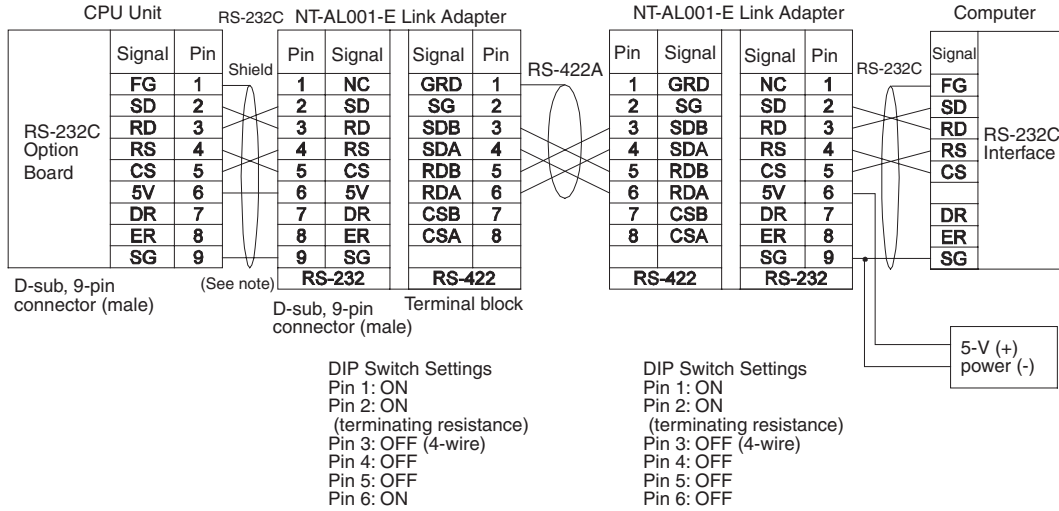 CPU Unit RS-232C NT-AL001-E Link Adapter NT-AL001-E Link Adapter Computer
Signal Pin Pin Signal Signal Pin Pin Signal Signal Pin Signal
Shield RS-422A RS-232C
FG 1 1 NC GRD 1 1 GRD NC 1 FG
SD 2 2 SD SG 2 2 SG SD 2 SD
RD 3 3 RD SDB 3 3 SDB RD 3 RD
RS 4 4 RS SDA 4 4 SDA RS 4 RS
CS 5 5 CS RDB 5 5 RDB CS 5 CS
5V 6 6 5V RDA 6 6 RDA 5V 6
DR 7 7 DR CSB 7 7 CSB DR 7 DR
ER 8 8 ER CSA 8 8 CSA ER 8 ER
SG 9 9 SG SG 9 SG
RS-232C
Option
Board
RS-232C
Interface
RS-232 RS-422 RS-422 RS-232
D-sub, 9-pin
connector (male)
(See note)
D-sub, 9-pin
connector (male)
Terminal block
5-V (+)
power (-)
DIP Switch Settings
Pin 1: ON
Pin 2: ON
(terminating resistance)
Pin 3: OFF (4-wire)
Pin 4: OFF
Pin 5: OFF
Pin 6: ON
DIP Switch Settings
Pin 1: ON
Pin 2: ON
(terminating resistance)
Pin 3: OFF (4-wire)
Pin 4: OFF
Pin 5: OFF
Pin 6: OFF